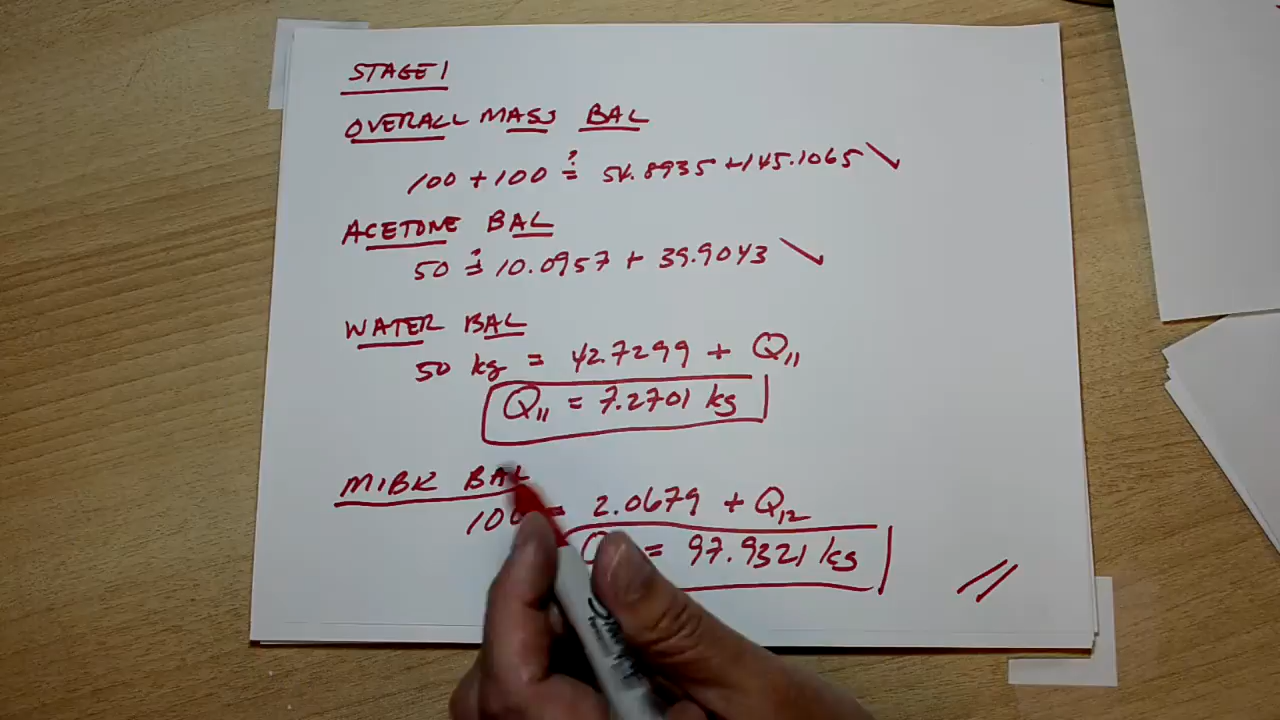 STAGE 1
OVERALL MASS BAL
100 + 100 ≟ 54.8935 + 145.1065
ACETONE BAL
50 ≟ 10.0957 + 39.9043
WATER BAL
50 kg = 42.7299 + Q11
Q11 = 7.2701 kg
MIBK BAL
100 = 2.0679 + Q12
= 97.9321 kg